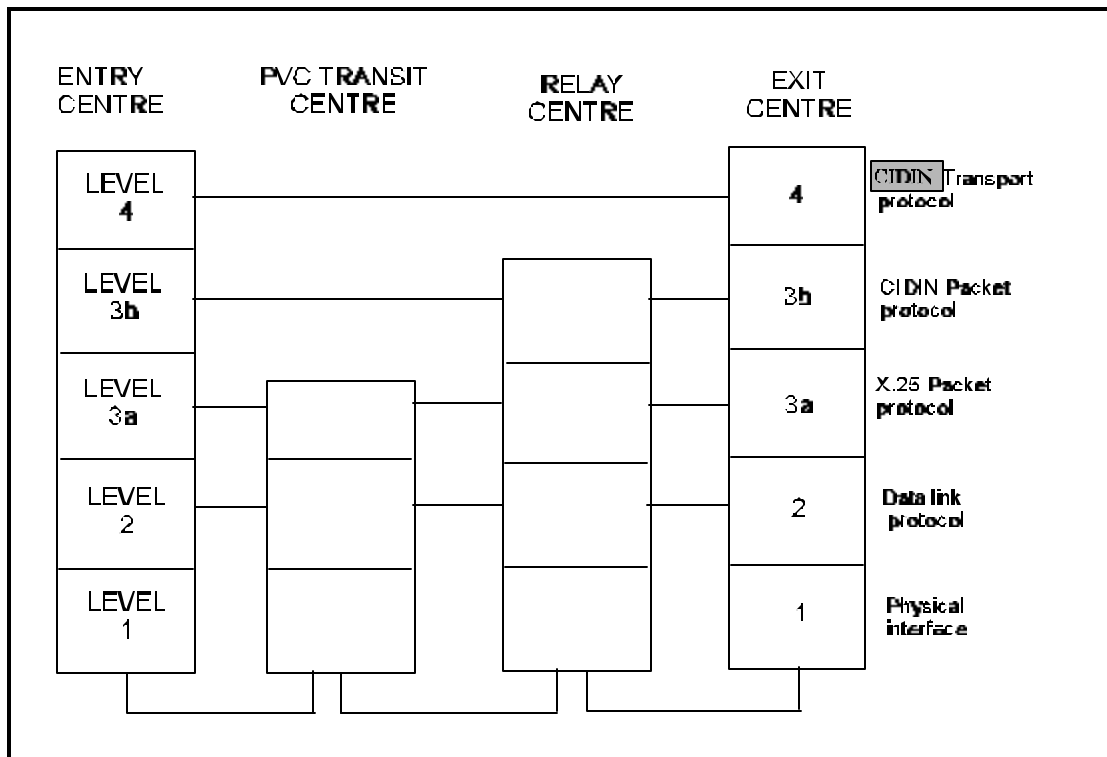 ENTRY
CENTRE
PVC TRANSIT
CENTRE
RELAY
CENTRE
EXIT
CENTRE
LEVEL
4
4
CIDIN Transport
protocol
LEVEL
3b
3b
CIDIN Packet
protocol
LEVEL
3a
3a
X.25 Packet
protocol
LEVEL
2
2
Data link
protocol
LEVEL
1
1
Physical
interface